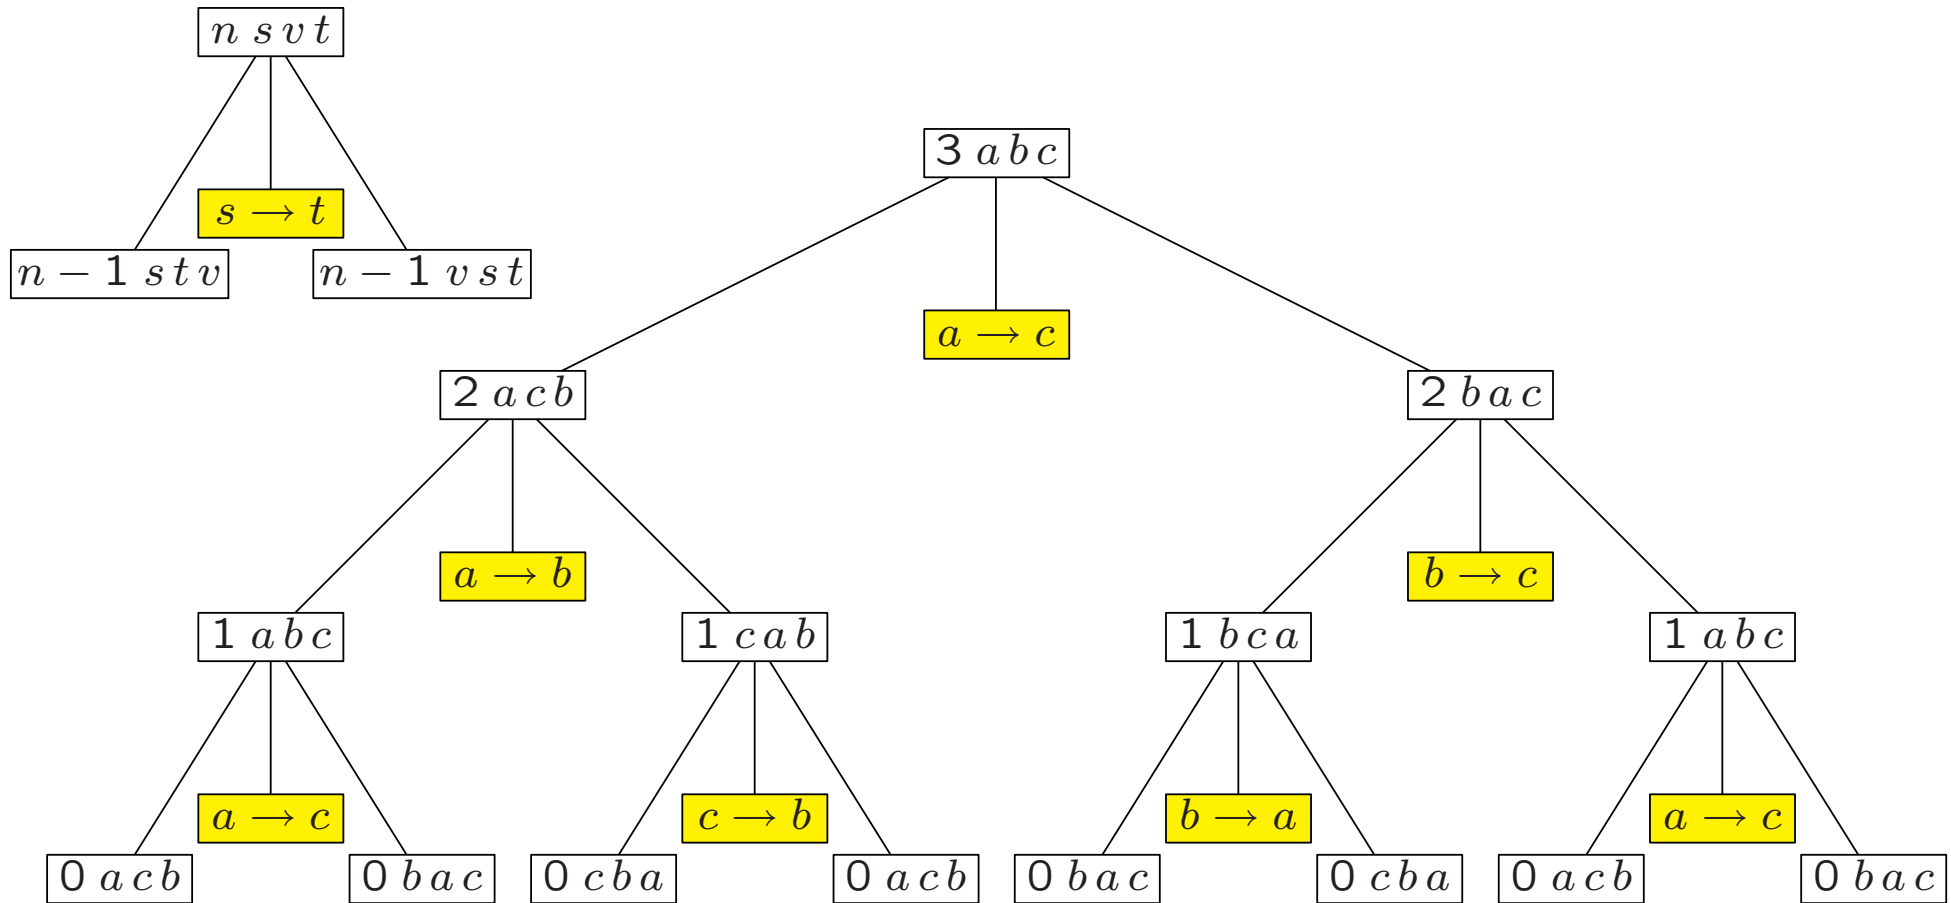 n s v t
3 a b c
s → t
n − 1 s t v
n − 1 v s t
a → c
2 a c b
2 b a c
a → b
b → c
1 a b c
1 c a b
1 b c a
1 a b c
a → c
c → b
b → a
a → c
0 a c b
0 b a c
0 c b a
0 a c b
0 b a c
0 c b a
0 a c b
0 b a c